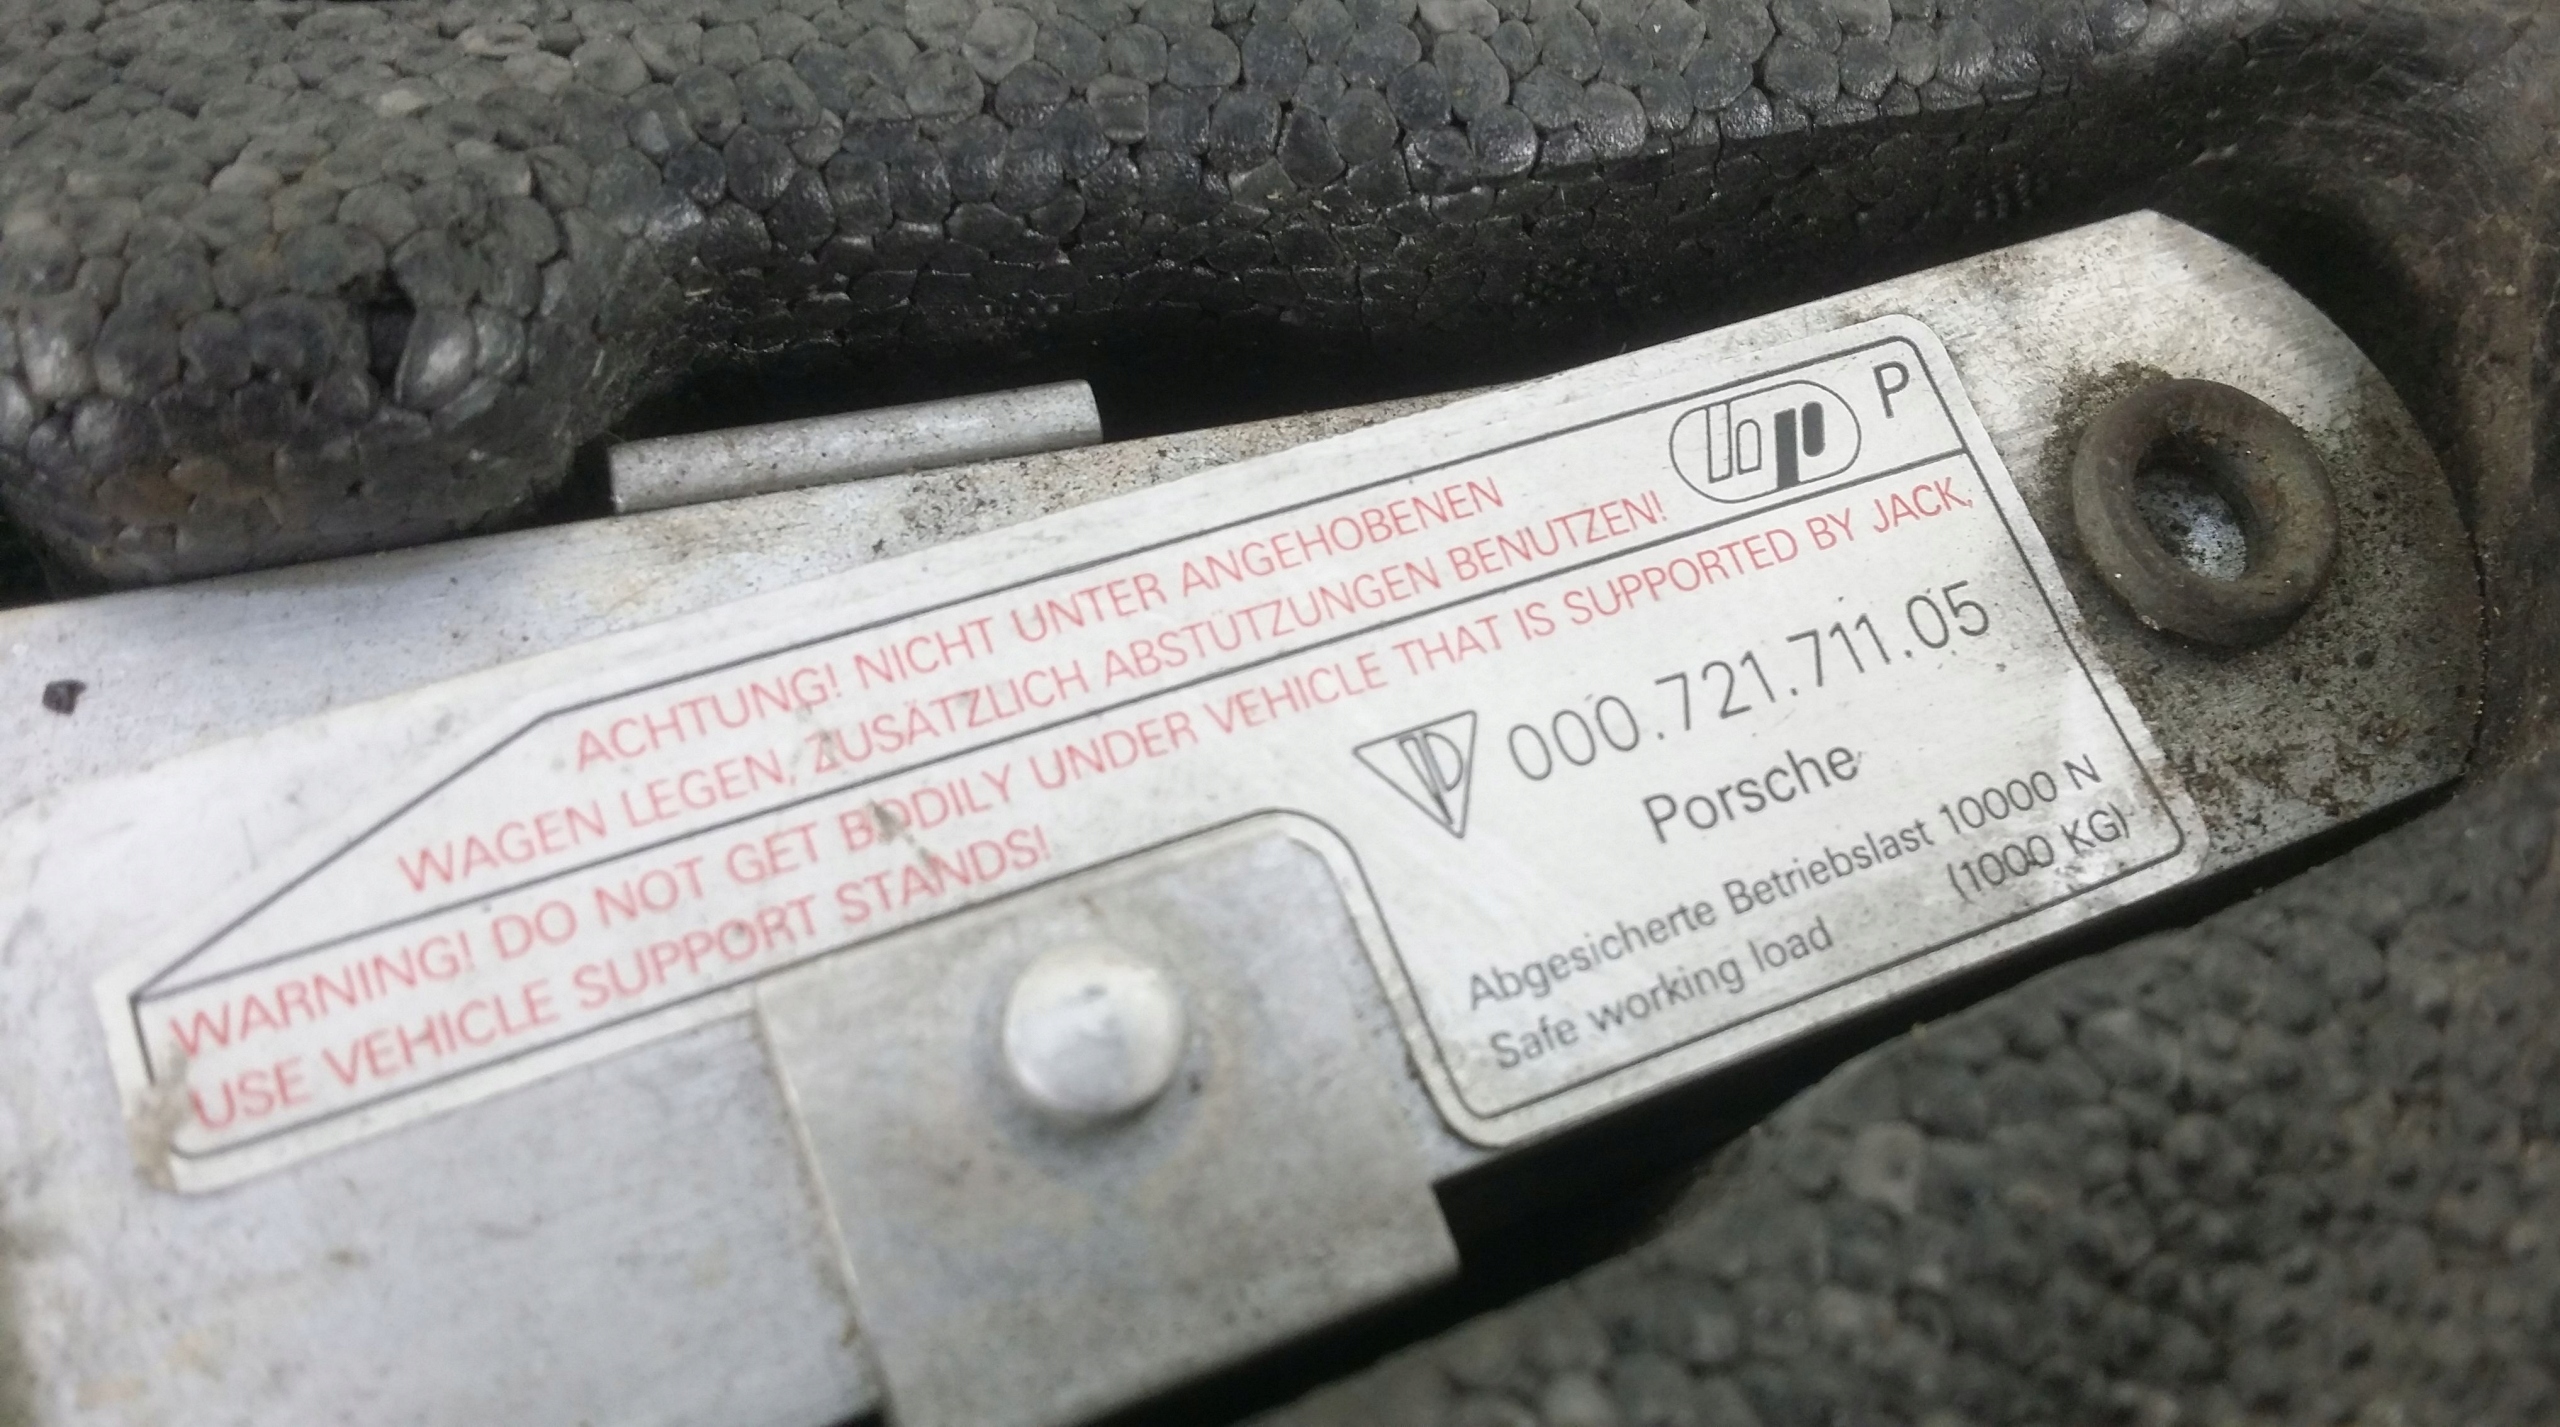 hp P
ACHTUNG! NICHT UNTER ANGEHOBENEN
WAGEN LEGEN, ZUSÄTZLICH ABSTÜTZUNGEN BENUTZEN!
WARNING! DO NOT GET BODILY UNDER VEHICLE THAT IS SUPPORTED BY JACK,
USE VEHICLE SUPPORT STANDS!
000.721.711.05
Porsche
Abgesicherte Betriebslast 10000 N
Safe working load (1000 KG)